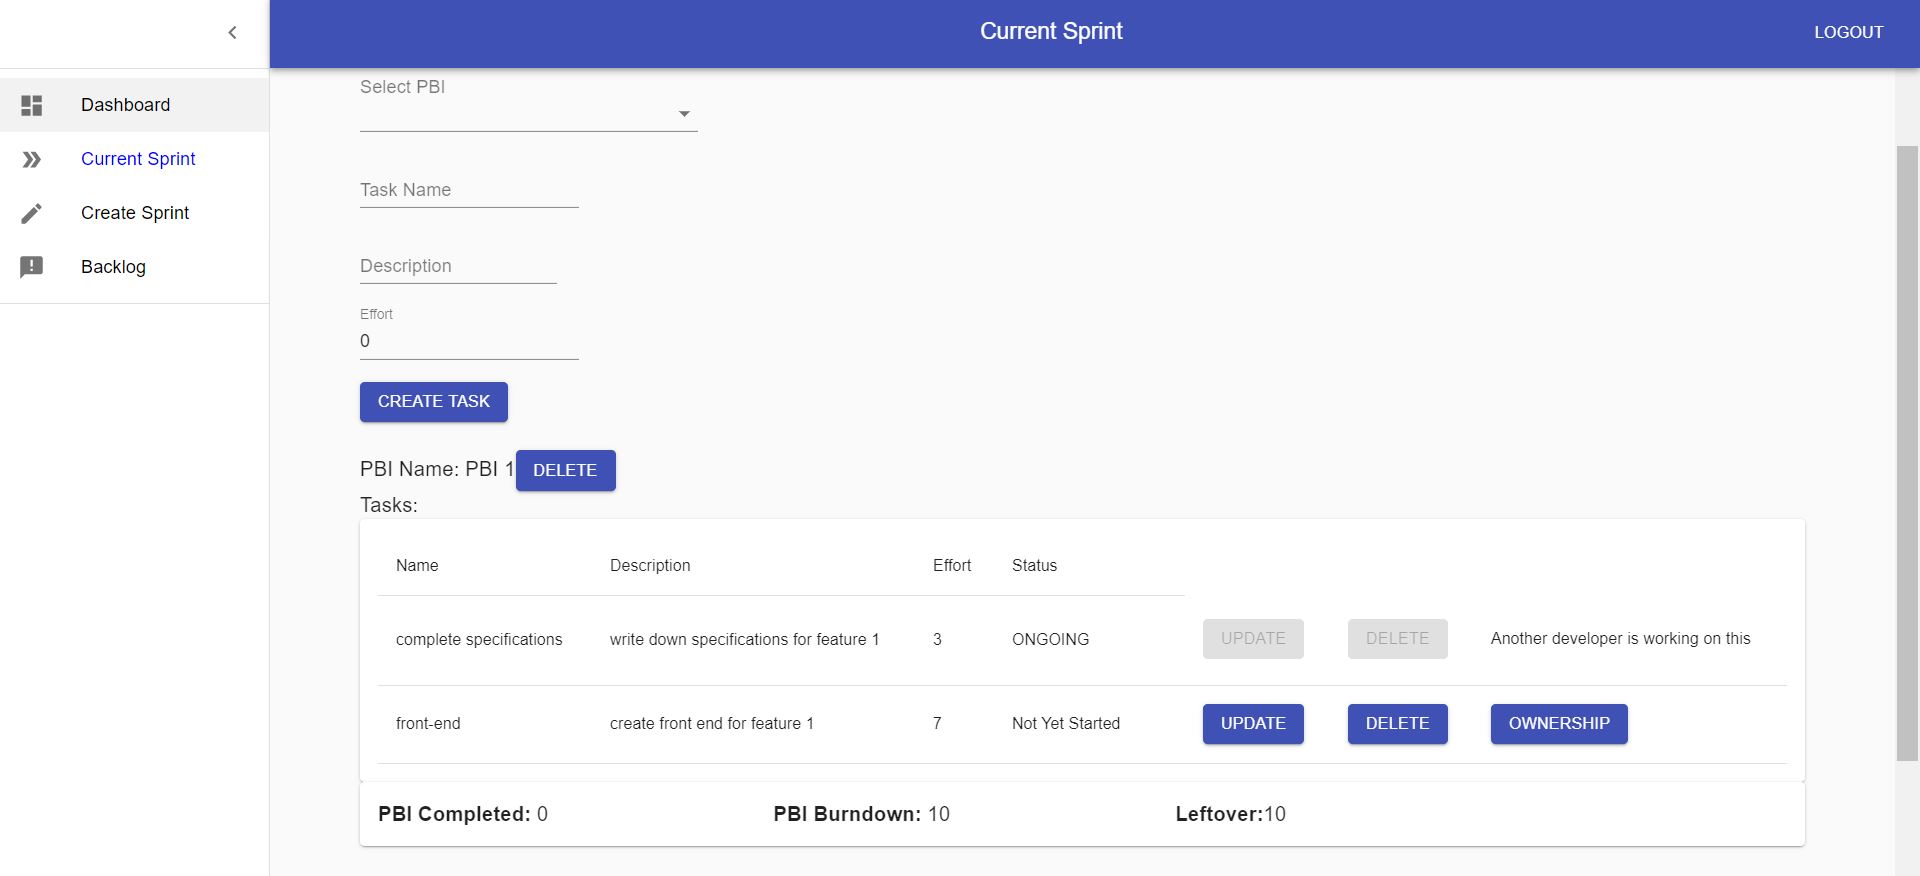 Current Sprint
LOGOUT
Dashboard
Current Sprint
Create Sprint
Backlog
Select PBI
Task Name
Description
Effort
0
CREATE TASK
PBI Name: PBI 1 DELETE
Tasks:
Name Description Effort Status
complete specifications write down specifications for feature 1 3 ONGOING UPDATE DELETE Another developer is working on this
front-end create front end for feature 1 7 Not Yet Started UPDATE DELETE OWNERSHIP
PBI Completed: 0 PBI Burndown: 10 Leftover:10